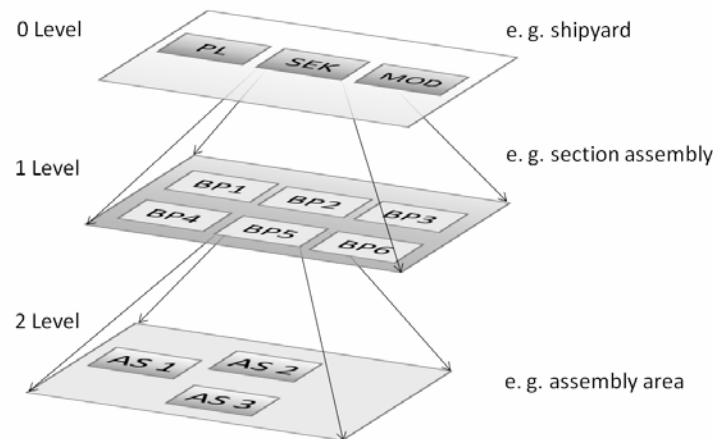 0 Level
e. g. shipyard
PL SEK MOD
1 Level
e. g. section assembly
BP1 BP2 BP3
BP4 BP5 BP6
2 Level
AS 1 AS 2
AS 3
e. g. assembly area